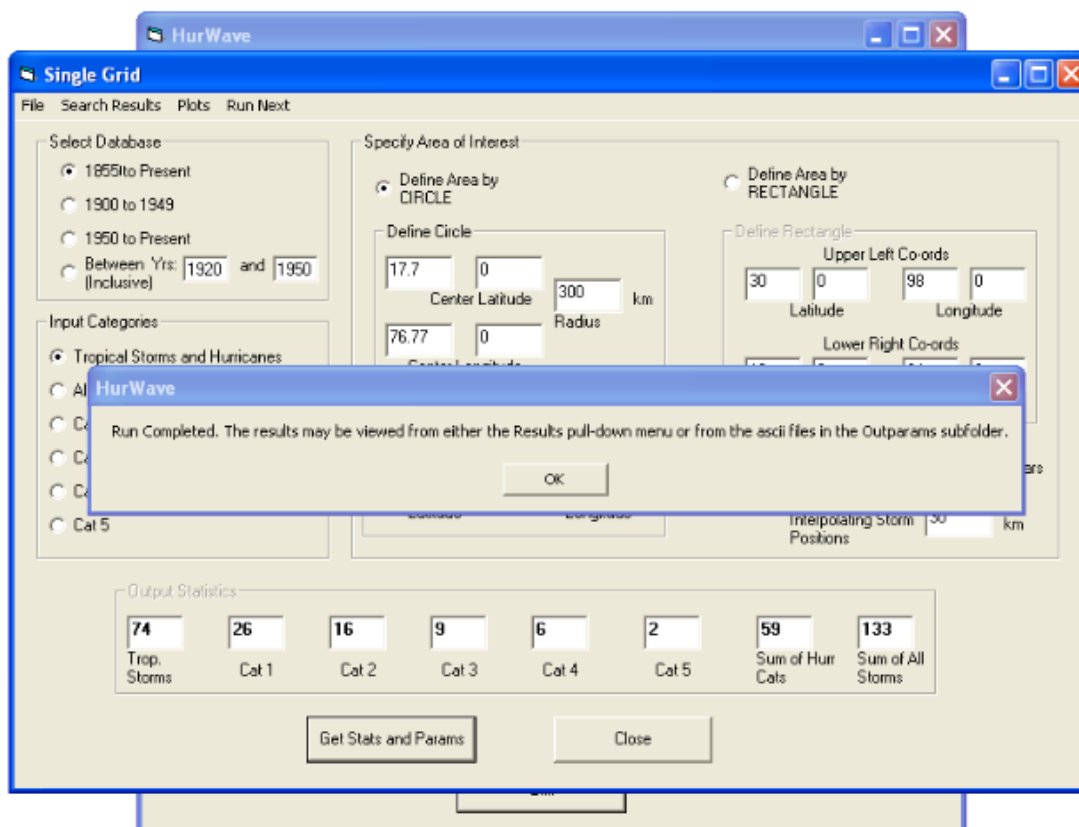 HurWave
Single Grid
File Search Results Plots Run Next
Select Database
1855to Present
1900 to 1949
1950 to Present
Between Yrs: 1920 and 1950
(Inclusive)
Input Categories
Tropical Storms and Hurricanes
Al
Ca
Ca
Ca
Cat 5
Specify Area of Interest
Define Area by
CIRCLE
Define Circle
17.7 0
Center Latitude
300 km
Radius
76.77 0
Define Area by
RECTANGLE
Define Rectangle
Upper Left Co-ords
30 0 98 0
Latitude Longitude
Lower Right Co-ords
HurWave
Run Completed. The results may be viewed from either the Results pull-down menu or from the ascii files in the Outparams subfolder.
OK
ars
Latitude Longitude
Interpolating Storm 30 km
Positions
Output Statistics
74 26 16 9 6 2 59 133
Trop. Storms Cat 1 Cat 2 Cat 3 Cat 4 Cat 5 Sum of Hurr Cats Sum of All Storms
Get Stats and Params Close